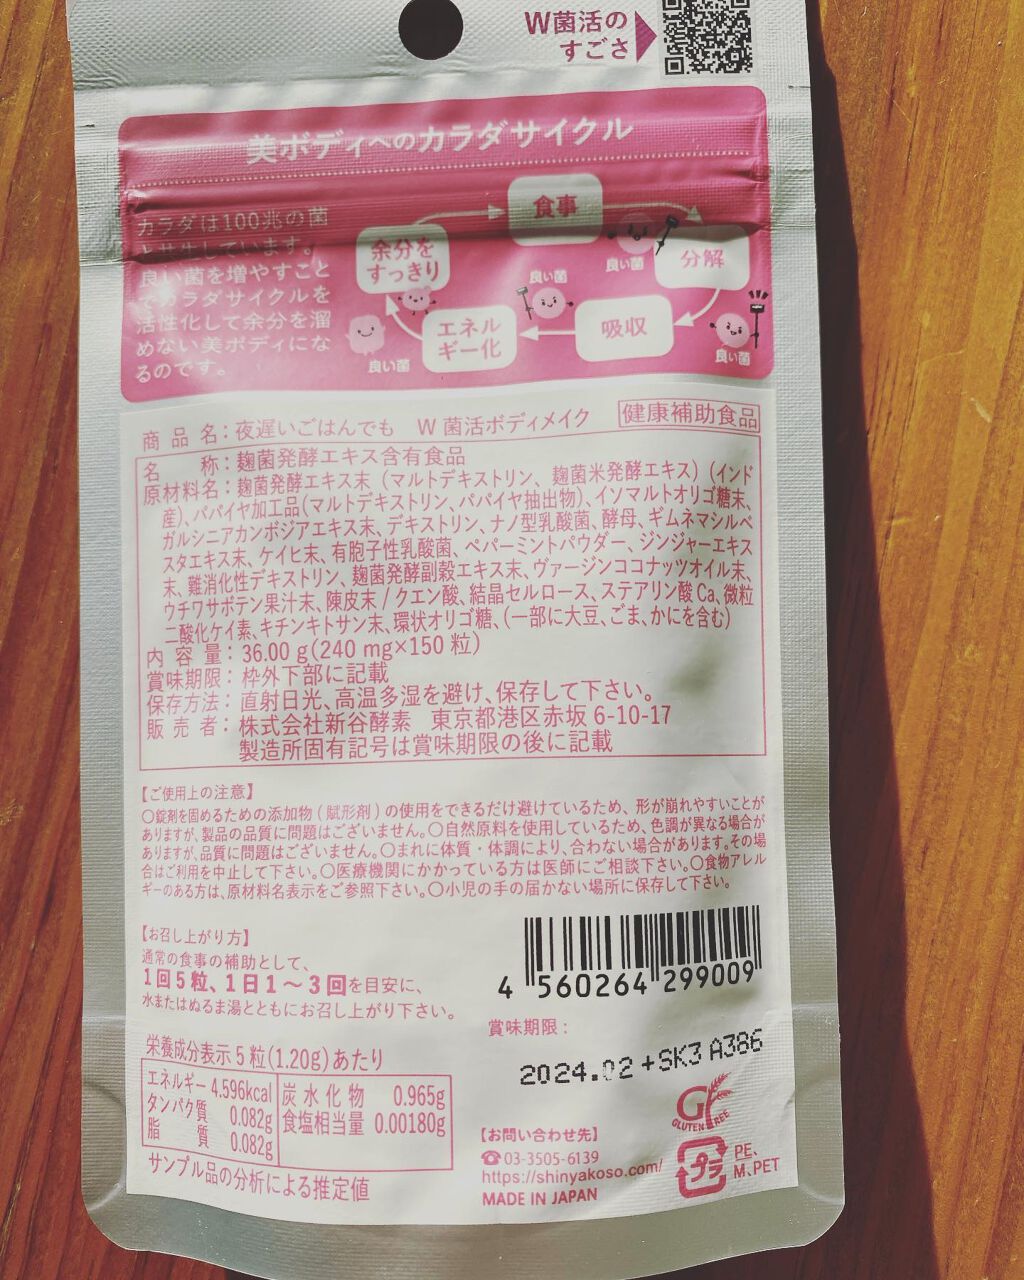 W菌活の
すごさ
美ボディへのカラダサイクル
カラダは100兆の菌
と共生しています。
良い菌を増やすこと
でカラダサイクルを
活性化して余分を溜
めない美ボディにな
るのです。
食事
良い菌
分解
良い菌
吸収
良い菌
エネル
ギー化
良い菌
余分を
すっきり
商品名:夜遅いごはんでも W菌活ボディメイク
健康補助食品
名称:麹菌発酵エキス含有食品
原材料名:麹菌発酵エキス末(マルトデキストリン、麹菌米発酵エキス)(インド
産)、パパイヤ加工品(マルトデキストリン、パパイヤ抽出物)、イソマルトオリゴ糖末、
ガルシニアカンボジアエキス末、デキストリン、ナノ型乳酸菌、酵母、ギムネマシルベ
スタエキス末、ケイヒ末、有胞子性乳酸菌、ペパーミントパウダー、ジンジャーエキス
末、難消化性デキストリン、麹菌発酵副穀エキス末、ヴァージンココナッツオイル末、
ウチワサボテン果汁末、陳皮末/クエン酸、結晶セルロース、ステアリン酸Ca、微粒
二酸化ケイ素、キチンキトサン末、環状オリゴ糖、(一部に大豆、ごま、かにを含む)
内容量:36.00g(240mg×150粒)
賞味期限:枠外下部に記載
保存方法:直射日光、高温多湿を避け、保存して下さい。
販売者:株式会社新谷酵素 東京都港区赤坂6-10-17
製造所固有記号は賞味期限の後に記載
【ご使用上の注意】
○錠剤を固めるための添加物(賦形剤)の使用をできるだけ避けているため、形が崩れやすいことが
ありますが、製品の品質に問題はございません。○自然原料を使用しているため、色調が異なる場合が
ありますが、品質に問題はございません。○まれに体質・体調により、合わない場合があります。その場
合はご利用を中止して下さい。○医療機関にかかっている方は医師にご相談下さい。○食物アレル
ギーのある方は、原材料名表示をご参照下さい。○小児の手の届かない場所に保存して下さい。
【お召し上がり方】
通常の食事の補助として、
1回5粒、1日1〜3回を目安に、
水またはぬるま湯とともにお召し上がり下さい。
4 560264 299009
賞味期限:
2024.02+SK3 A386
栄養成分表示5粒(1.20g)あたり
エネルギー 4.596kcal 炭水化物 0.965g
タンパク質 0.082g 食塩相当量 0.00180g
脂質 0.082g
サンプル品の分析による推定値
GF
GLUTEN FREE
【お問い合わせ先】
☎03-3505-6139
https://shinyakoso.com/
MADE IN JAPAN
プラ
PE、
M、PET